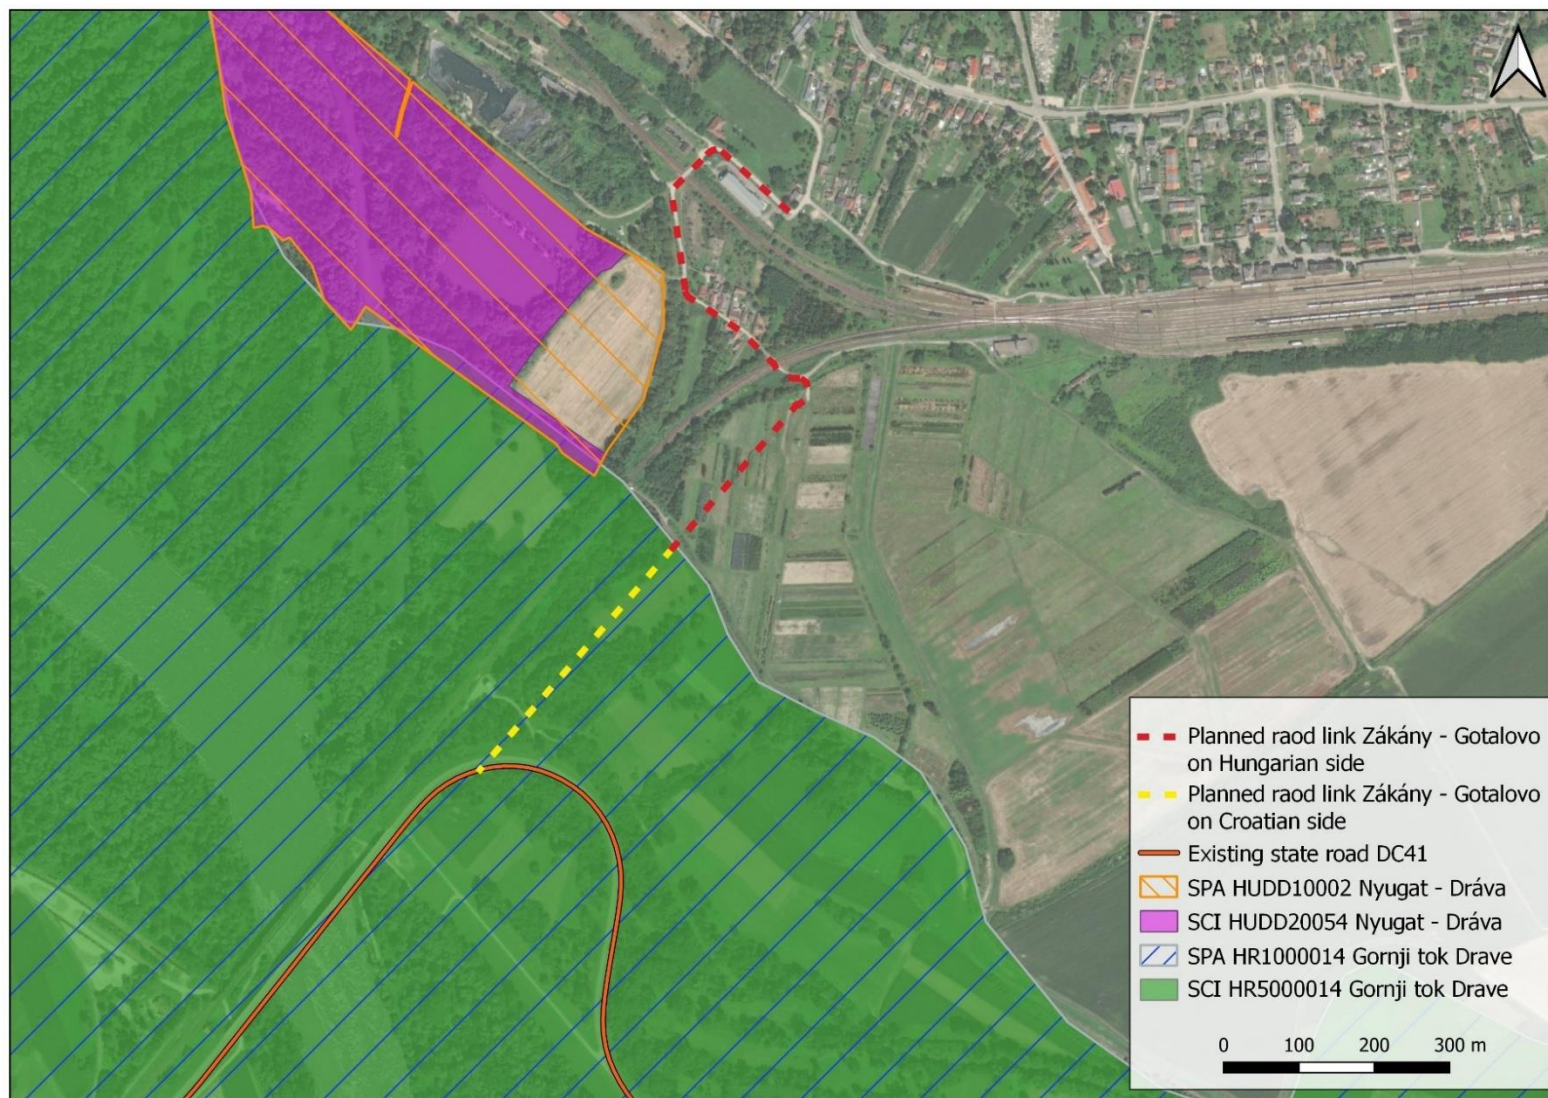 Planned raod link Zákány - Gotalovo
on Hungarian side
Planned raod link Zákány - Gotalovo
on Croatian side
Existing state road DC41
SPA HUDD10002 Nyugat - Dráva
SCI HUDD20054 Nyugat - Dráva
SPA HR1000014 Gornji tok Drave
SCI HR5000014 Gornji tok Drave
0 100 200 300 m